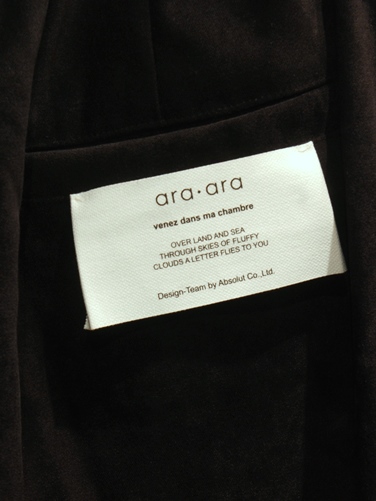 ara·ara
venez dans ma chambre
OVER LAND AND SEA
THROUGH SKIES OF FLUFFY
CLOUDS A LETTER FLIES TO YOU
Design-Team by Absolut Co.,Ltd.